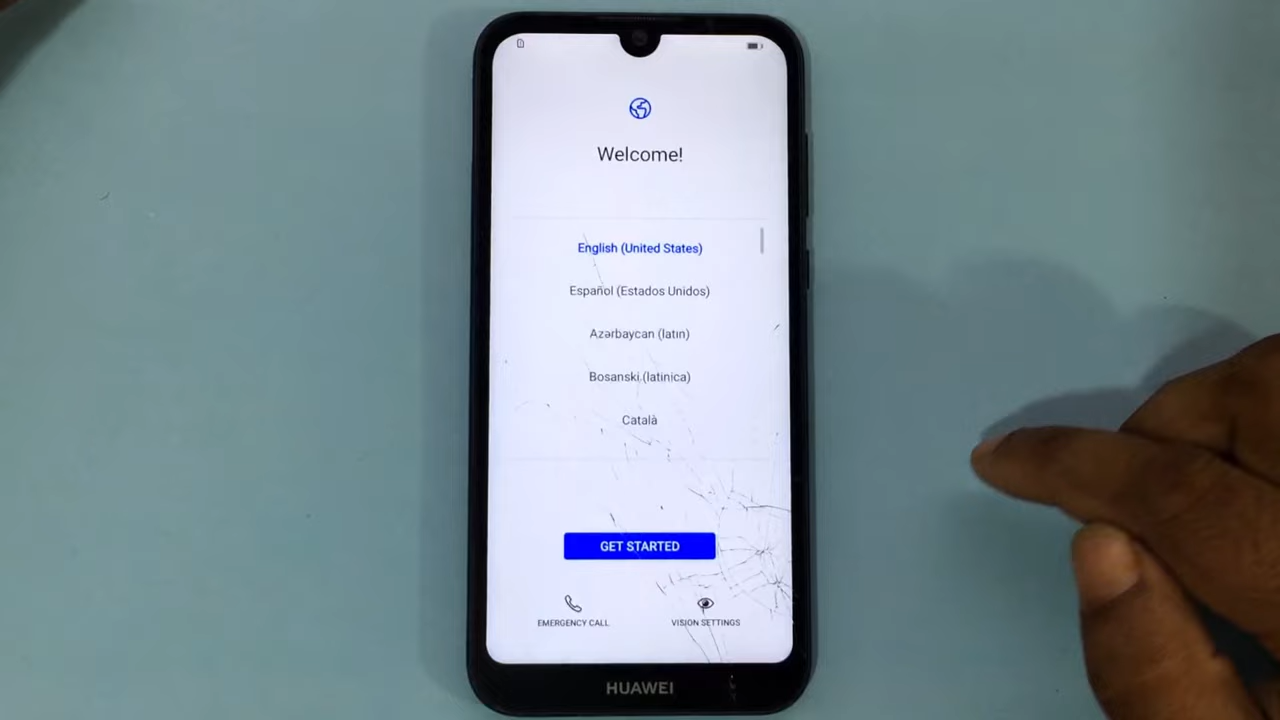 Welcome!
English (United States)
Español (Estados Unidos)
Azərbaycan (latın)
Bosanski (latinica)
Català
GET STARTED
EMERGENCY CALL
VISION SETTINGS
HUAWEI